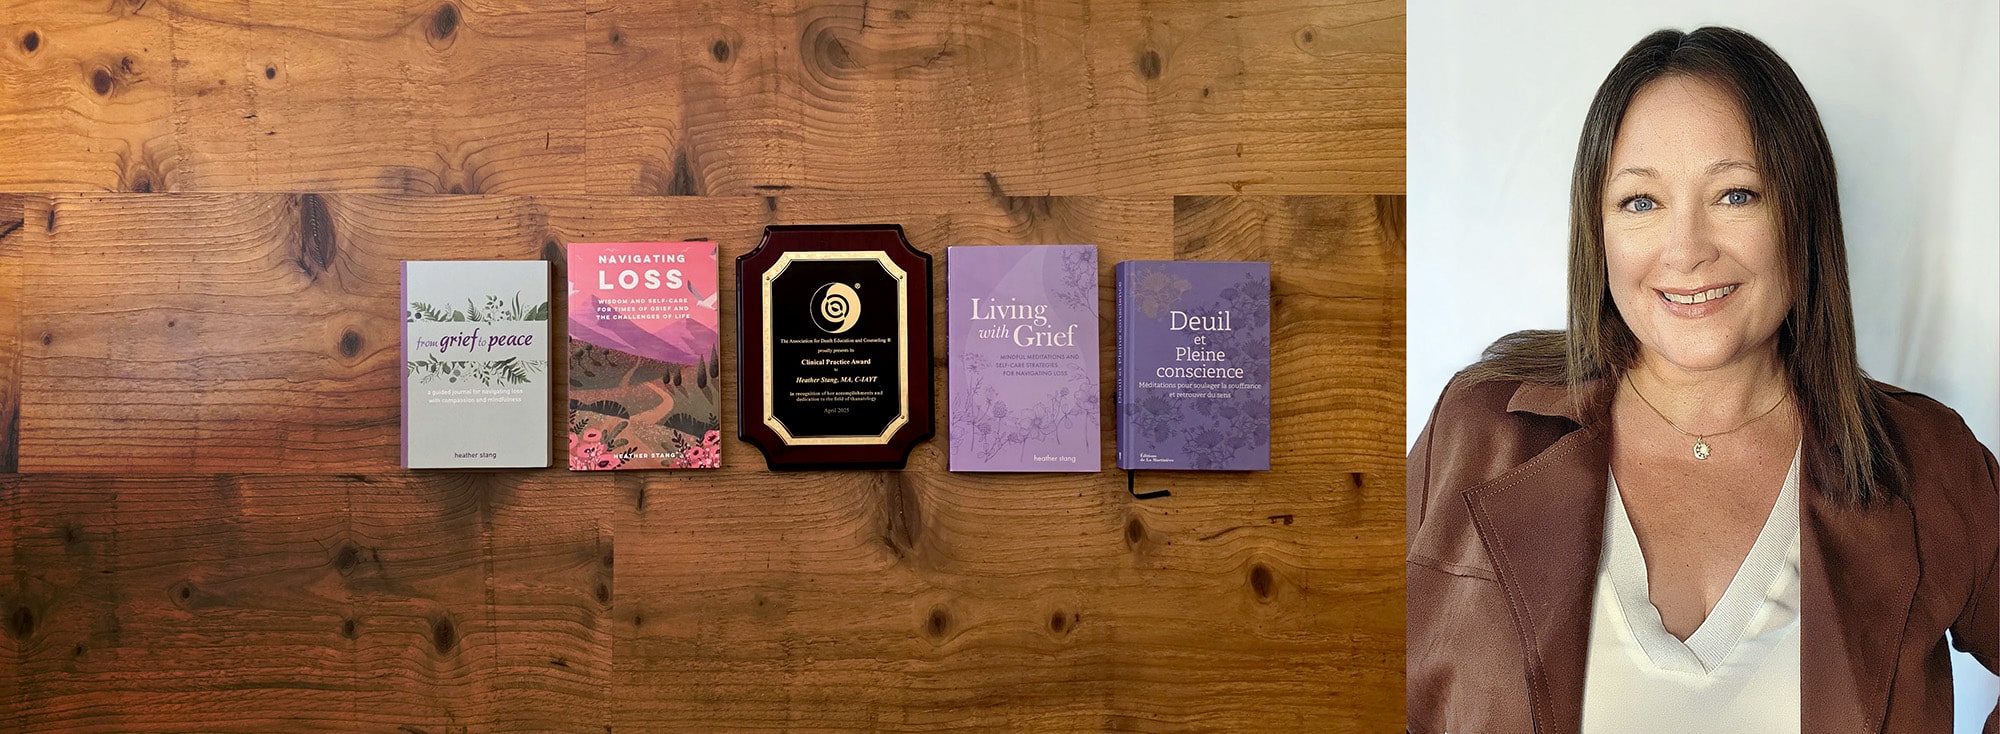 from grief to peace
a guided journal for navigating loss
with compassion and mindfulness
heather stang
NAVIGATING
LOSS
WISDOM AND SELF-CARE
FOR TIMES OF GRIEF AND
THE CHALLENGES OF LIFE
HEATHER STANG
®
The Association for Death Education and Counseling ®
proudly presents its
Clinical Practice Award
to
Heather Stang, MA, C-IAYT
in recognition of her accomplishments and
dedication to the field of thanatology
April 2025
Living
with Grief
MINDFUL MEDITATIONS AND
SELF-CARE STRATEGIES
FOR NAVIGATING LOSS
heather stang
Deuil
et
Pleine
conscience
Méditations pour soulager la souffrance
et retrouver du sens
Éditions
de La Martinière